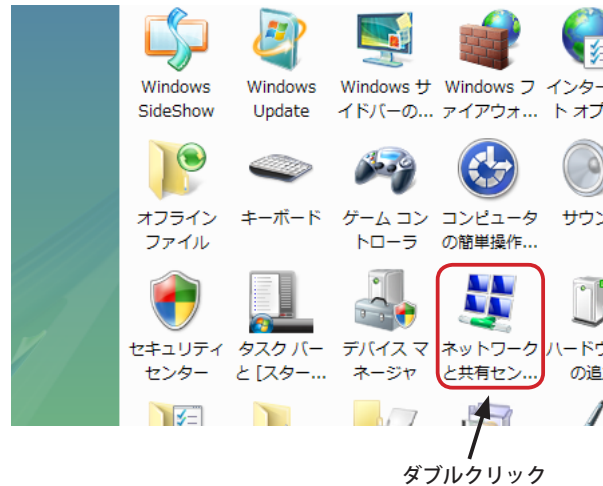 Windows
SideShow
Windows
Update
Windows サ
イドバーの...
Windows フ
ァイアウォ...
インター
ト オプ
オフライン
ファイル
キーボード
ゲーム コン
トローラ
コンピュータ
の簡単操作...
サウン
セキュリティ
センター
タスク バー
と [スター...
デバイス マ
ネージャ
ネットワーク
と共有セン...
ハードウ
の追
ダブルクリック